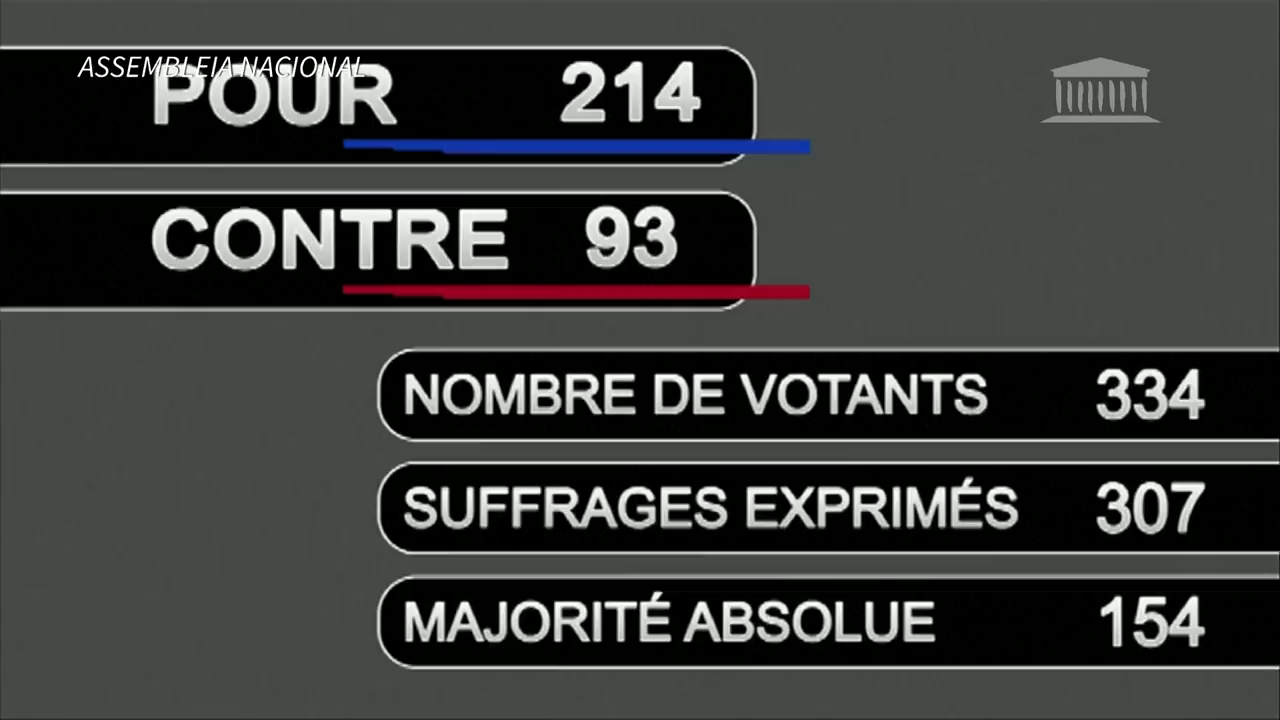 ASSEMBLEIA NACIONAL
POUR 214
CONTRE 93
NOMBRE DE VOTANTS 334
SUFFRAGES EXPRIMÉS 307
MAJORITÉ ABSOLUE 154